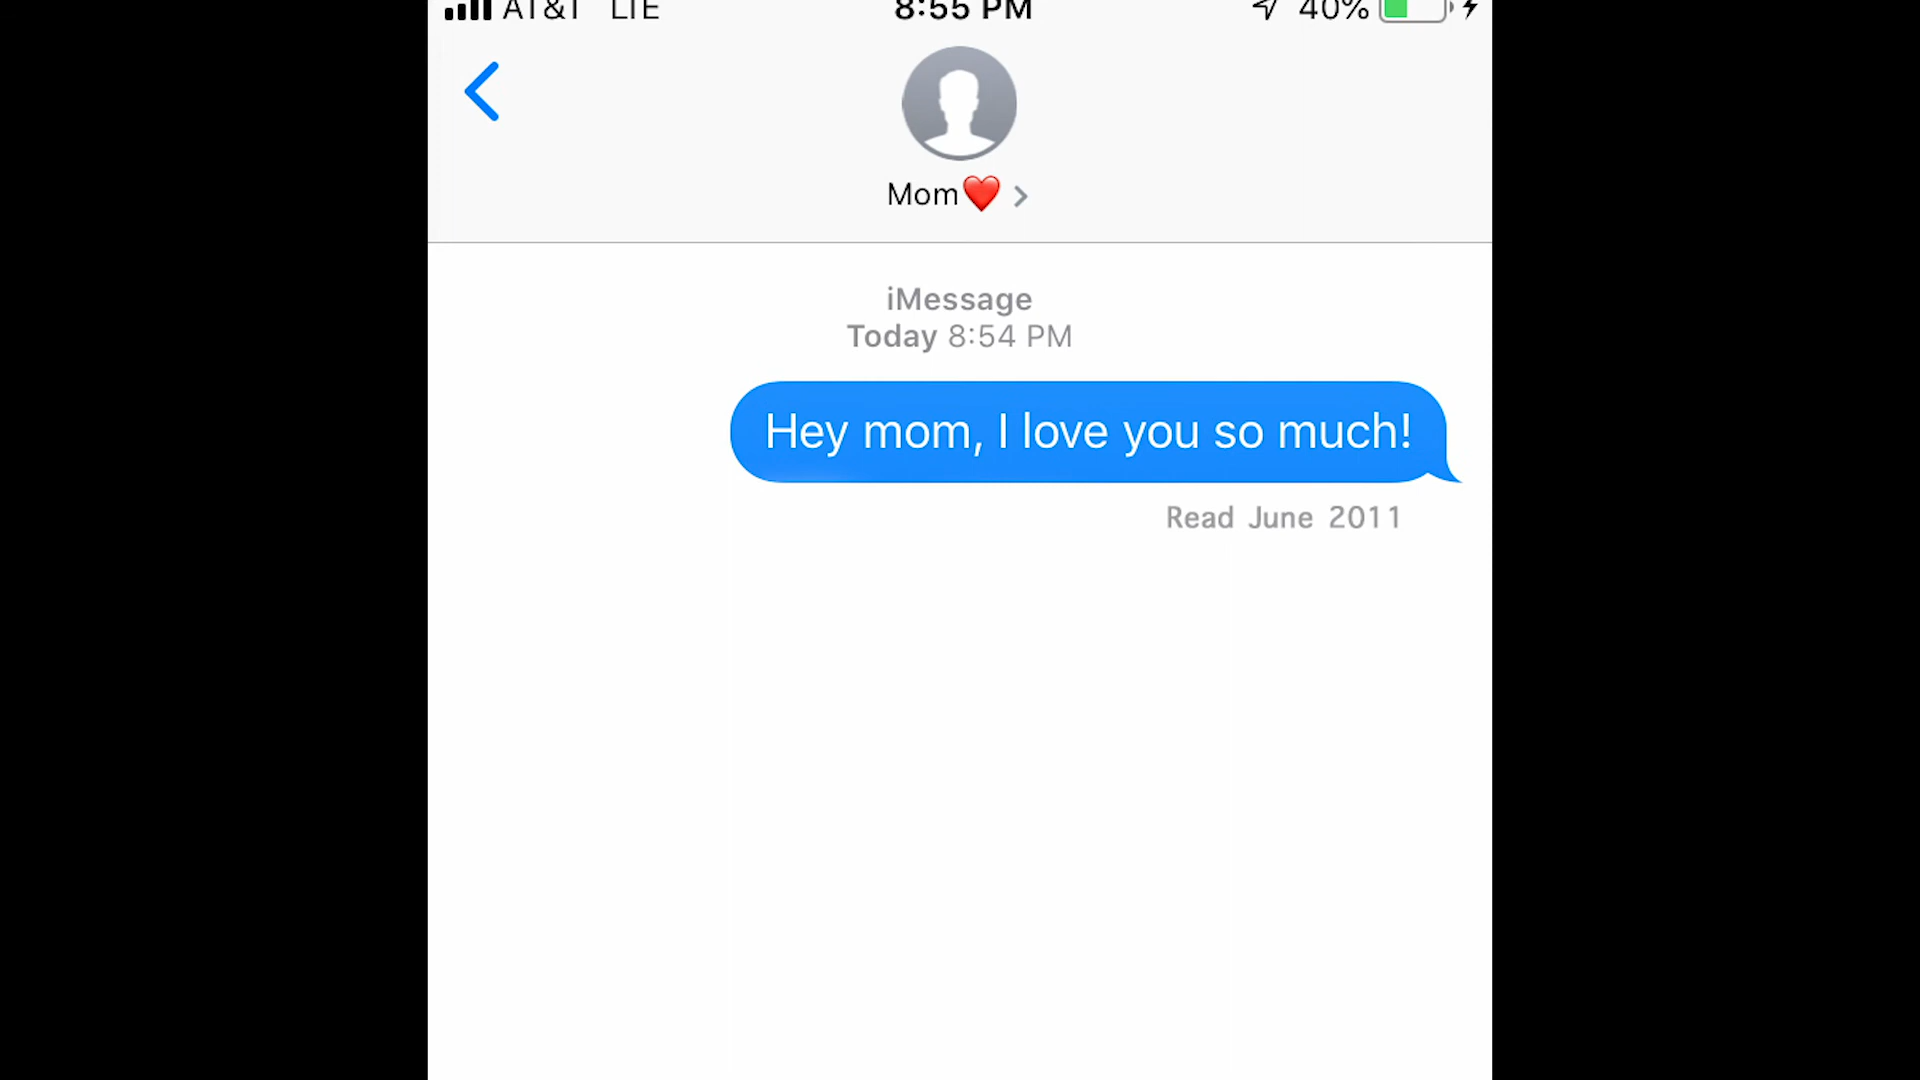 AT&T LTE 8:55 PM 40%
Mom❤️ >
iMessage
Today 8:54 PM
Hey mom, I love you so much!
Read June 2011